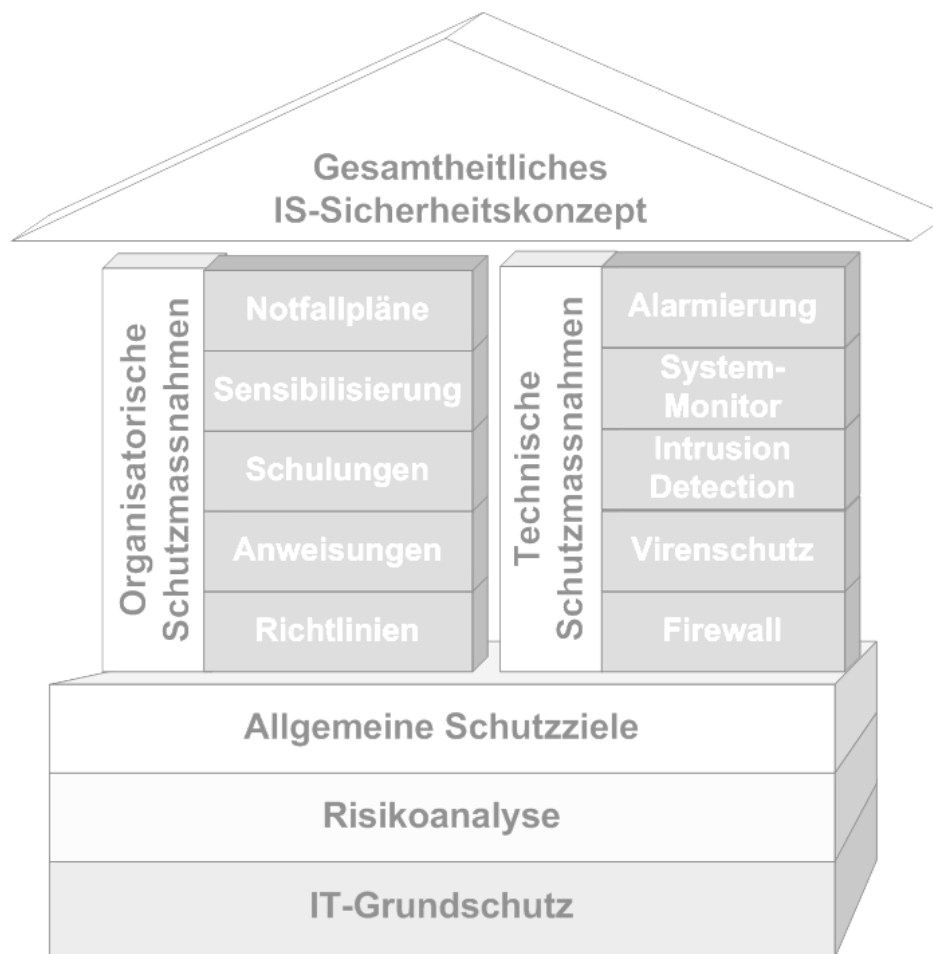 Gesamtheitliches
IS-Sicherheitskonzept
Organisatorische
Schutzmassnahmen
Notfallpläne
Sensibilisierung
Schulungen
Anweisungen
Richtlinien
Technische
Schutzmassnahmen
Alarmierung
System-
Monitor
Intrusion
Detection
Virenschutz
Firewall
Allgemeine Schutzziele
Risikoanalyse
IT-Grundschutz